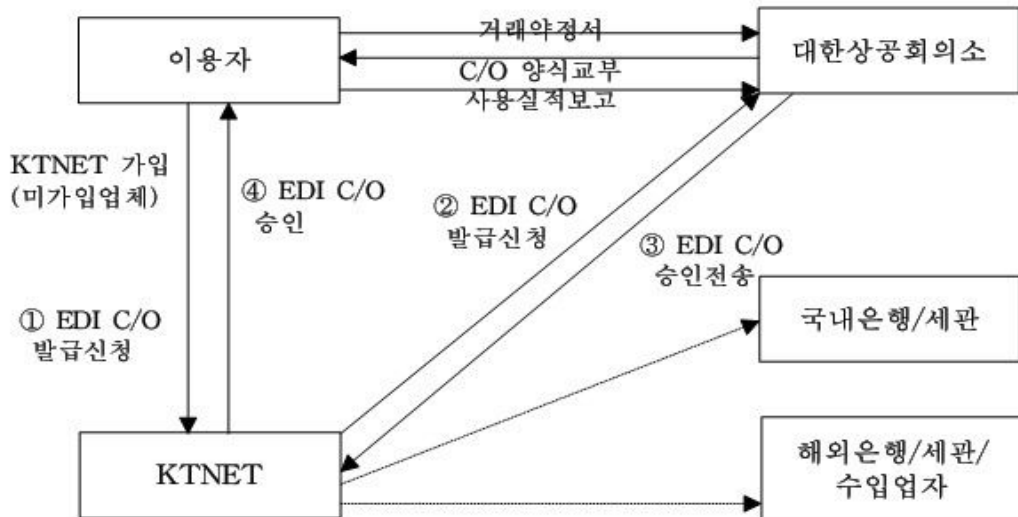 이용자
거래약정서
C/O 양식교부
사용실적보고
대한상공회의소
KTNET 가입
(미가입업체)
④ EDI C/O
승인
② EDI C/O
발급신청
③ EDI C/O
승인전송
① EDI C/O
발급신청
국내은행/세관
KTNET
해외은행/세관/
수입업자